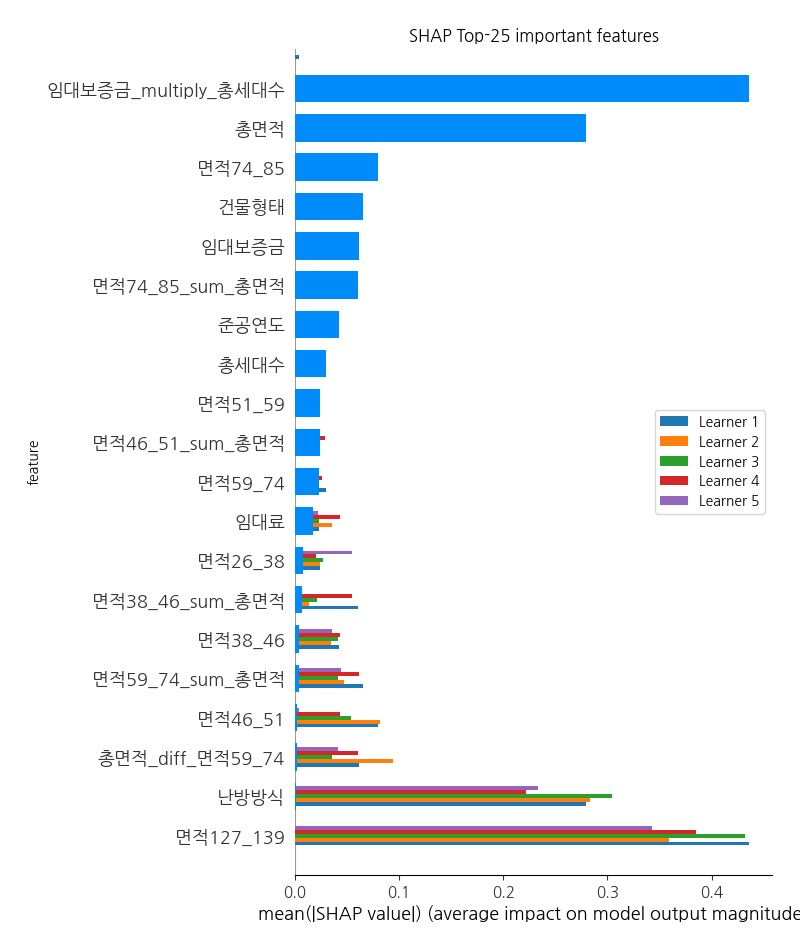 SHAP Top-25 important features
임대보증금_multiply_총세대수
총면적
면적74_85
건물형태
임대보증금
면적74_85_sum_총면적
준공연도
총세대수
면적51_59
면적46_51_sum_총면적
면적59_74
임대료
면적26_38
면적38_46_sum_총면적
면적38_46
면적59_74_sum_총면적
면적46_51
총면적_diff_면적59_74
난방방식
면적127_139
feature
Learner 1
Learner 2
Learner 3
Learner 4
Learner 5
0.0 0.1 0.2 0.3 0.4
mean(|SHAP value|) (average impact on model output magnitude